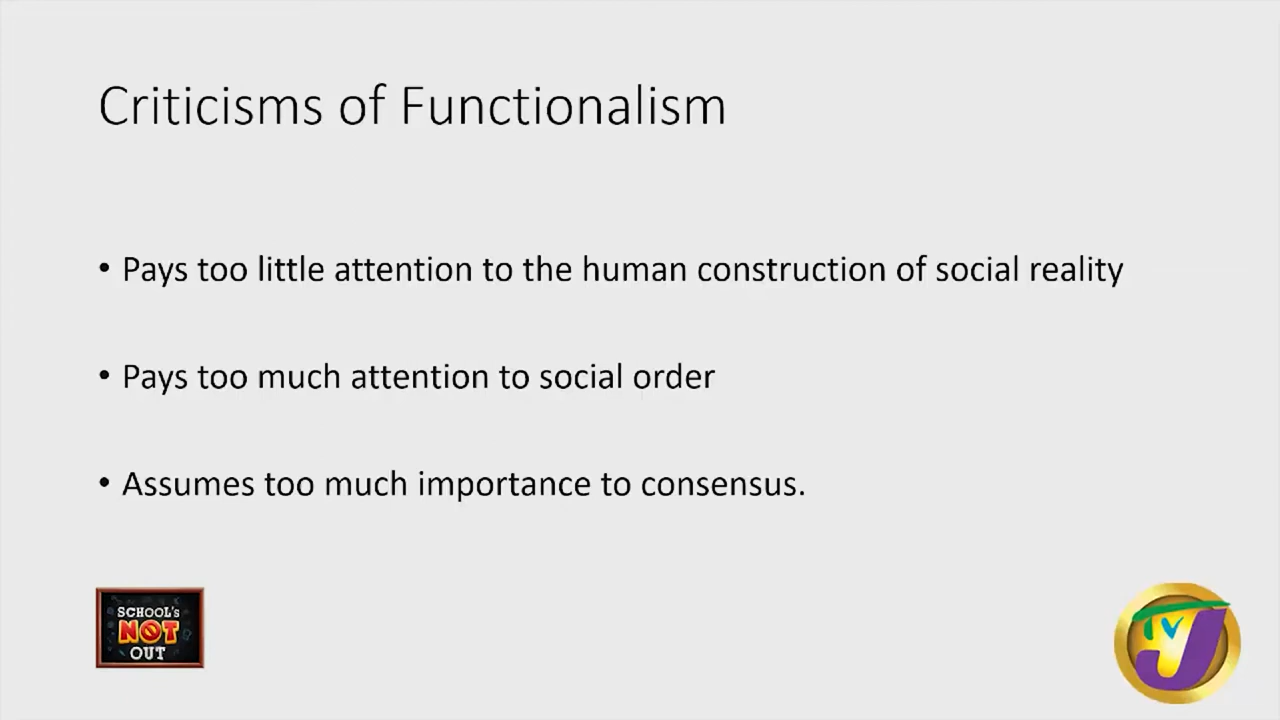 Criticisms of Functionalism
• Pays too little attention to the human construction of social reality
• Pays too much attention to social order
• Assumes too much importance to consensus.
SCHOOL's
NOT
OUT
TVJ